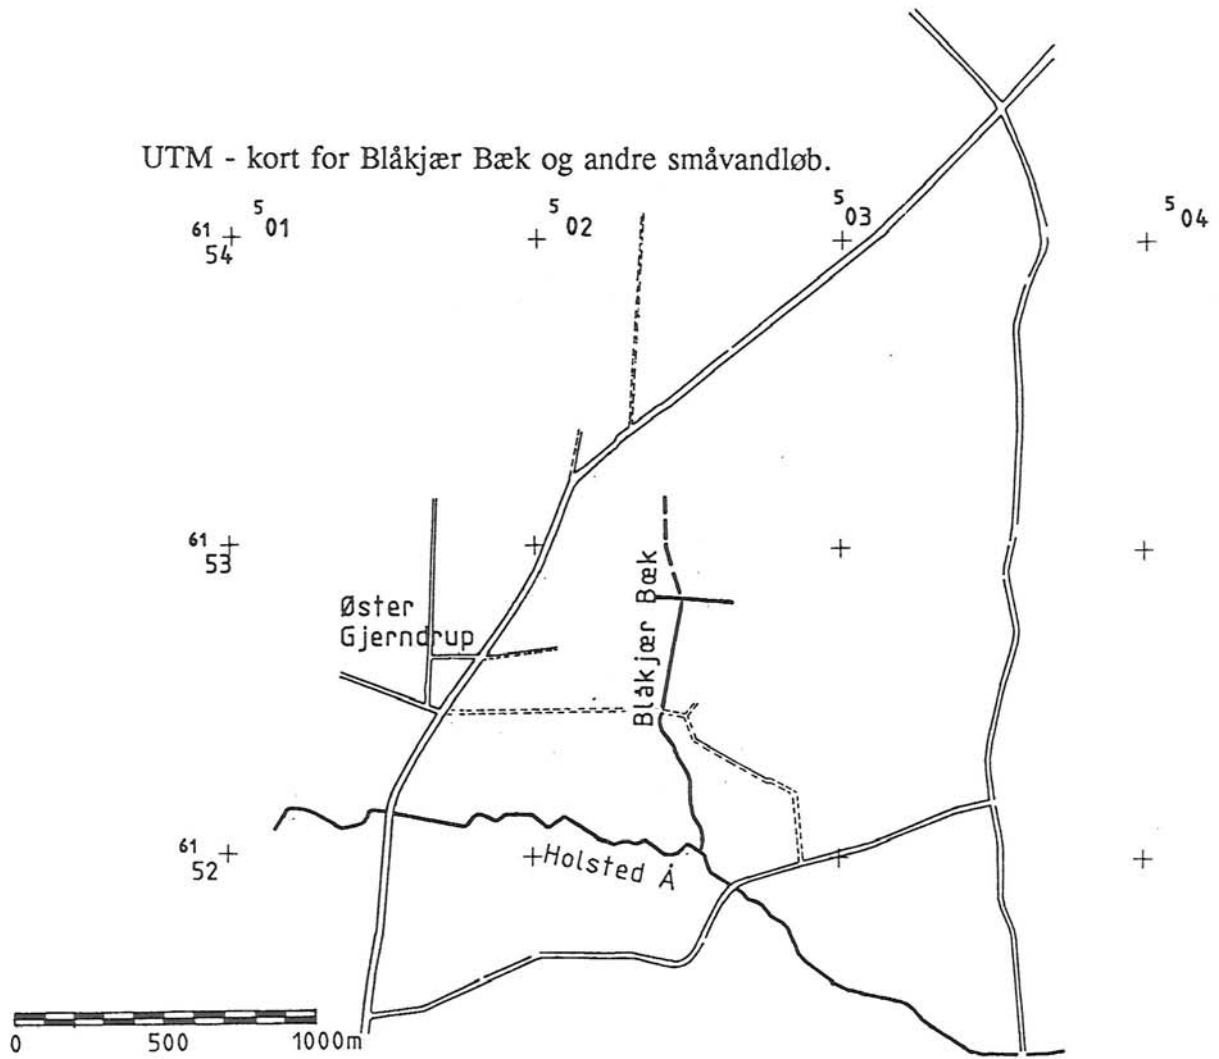 UTM - kort for Blåkjær Bæk og andre småvandløb.
5 01
5 02
5 03
5 04
61 54
61 53
Øster
Gjerndrup
Blåkjær Bæk
61 52
Holsted Å
0 500 1000m